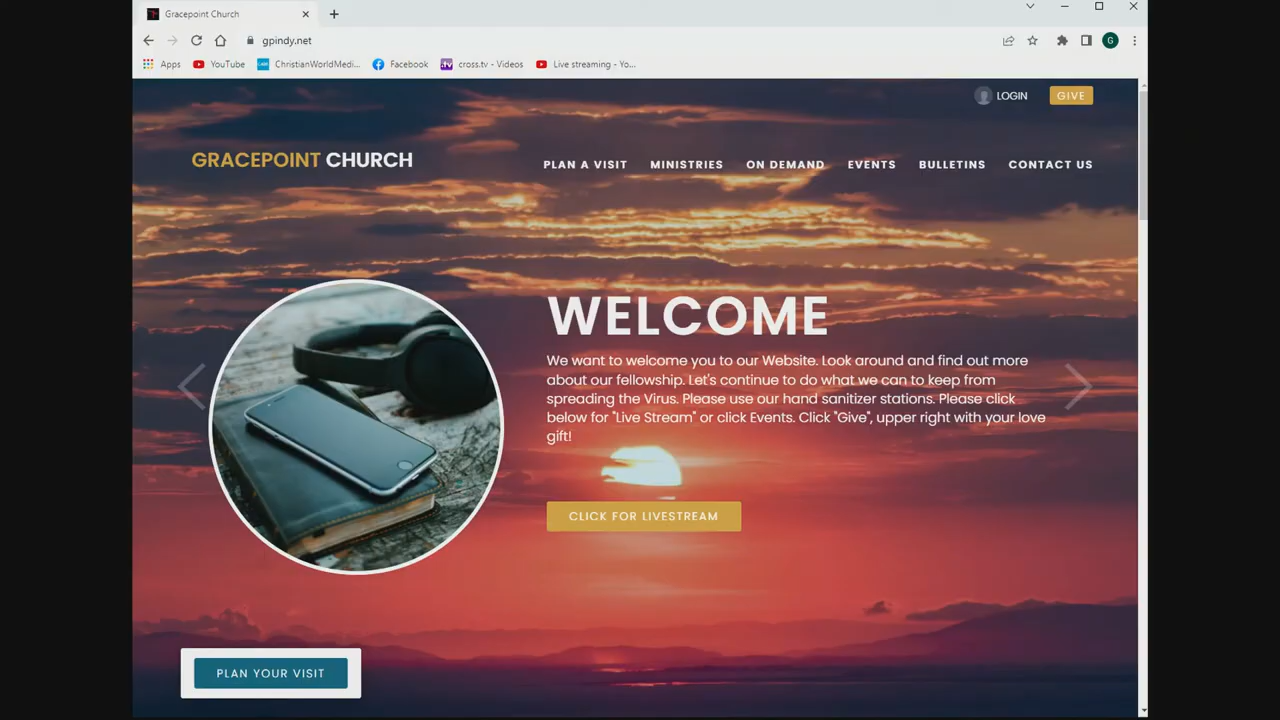 Gracepoint Church
gpindy.net
G
Apps YouTube ChristianWorldMedi... Facebook cross.tv - Videos Live streaming - Yo...
LOGIN GIVE
GRACEPOINT CHURCH
PLAN A VISIT MINISTRIES ON DEMAND EVENTS BULLETINS CONTACT US
WELCOME
We want to welcome you to our Website. Look around and find out more
about our fellowship. Let's continue to do what we can to keep from
spreading the Virus. Please use our hand sanitizer stations. Please click
below for "Live Stream" or click Events. Click "Give", upper right with your love
gift!
CLICK FOR LIVESTREAM
PLAN YOUR VISIT